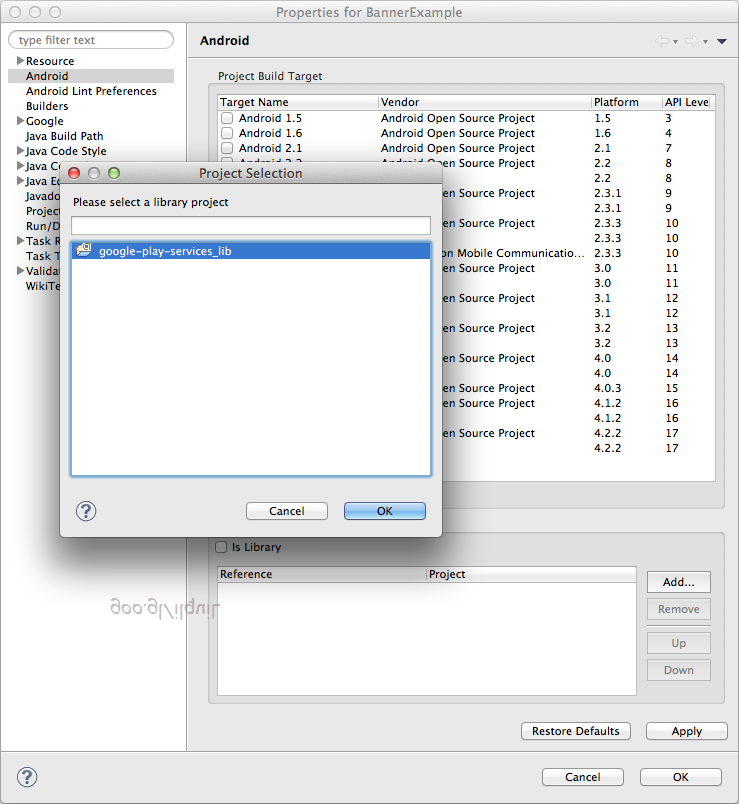 Properties for BannerExample
type filter text
Resource
Android
Android Lint Preferences
Builders
Google
Java Build Path
Java Code Style
Java Co
Java Ed
Javado
Project
Run/D
Task R
Task T
Validat
WikiTe
Android
Project Build Target
Target Name Vendor Platform API Leve
Android 1.5 Android Open Source Project 1.5 3
Android 1.6 Android Open Source Project 1.6 4
Android 2.1 Android Open Source Project 2.1 7
Android 2.2 Android Open Source Project 2.2 8
2.2 8
en Source Project 2.3.1 9
2.3.1 9
en Source Project 2.3.3 10
2.3.3 10
on Mobile Communicatio... 2.3.3 10
en Source Project 3.0 11
3.0 11
en Source Project 3.1 12
3.1 12
en Source Project 3.2 13
3.2 13
en Source Project 4.0 14
4.0 14
en Source Project 4.0.3 15
en Source Project 4.1.2 16
4.1.2 16
en Source Project 4.2.2 17
4.2.2 17
Project Selection
Please select a library project
google-play-services_lib
?
Cancel
OK
Is Library
Reference Project
Add...
Remove
Up
Down
Restore Defaults
Apply
?
Cancel
OK